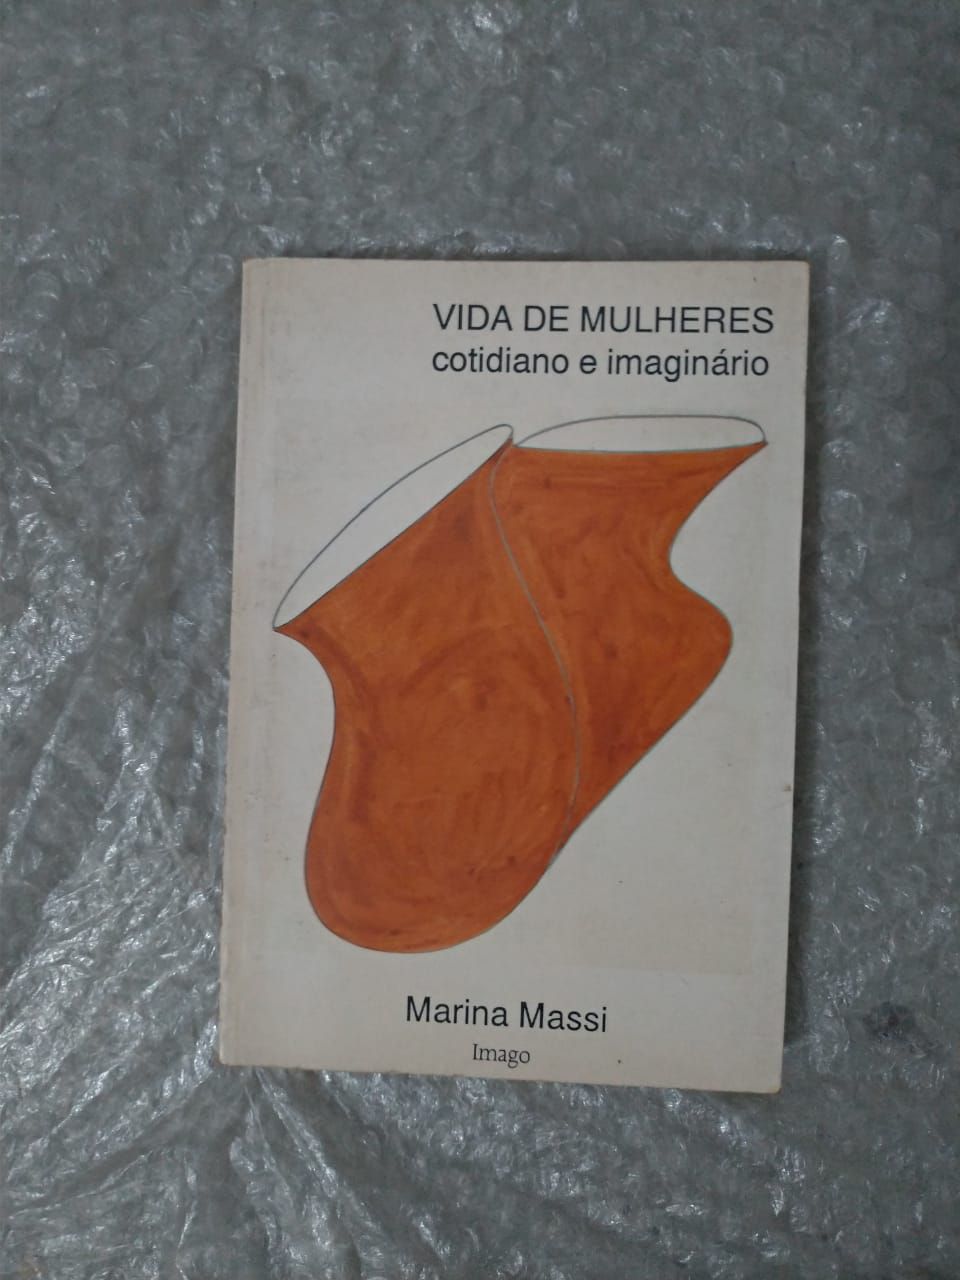 VIDA DE MULHERES
cotidiano e imaginário
Marina Massi
Imago